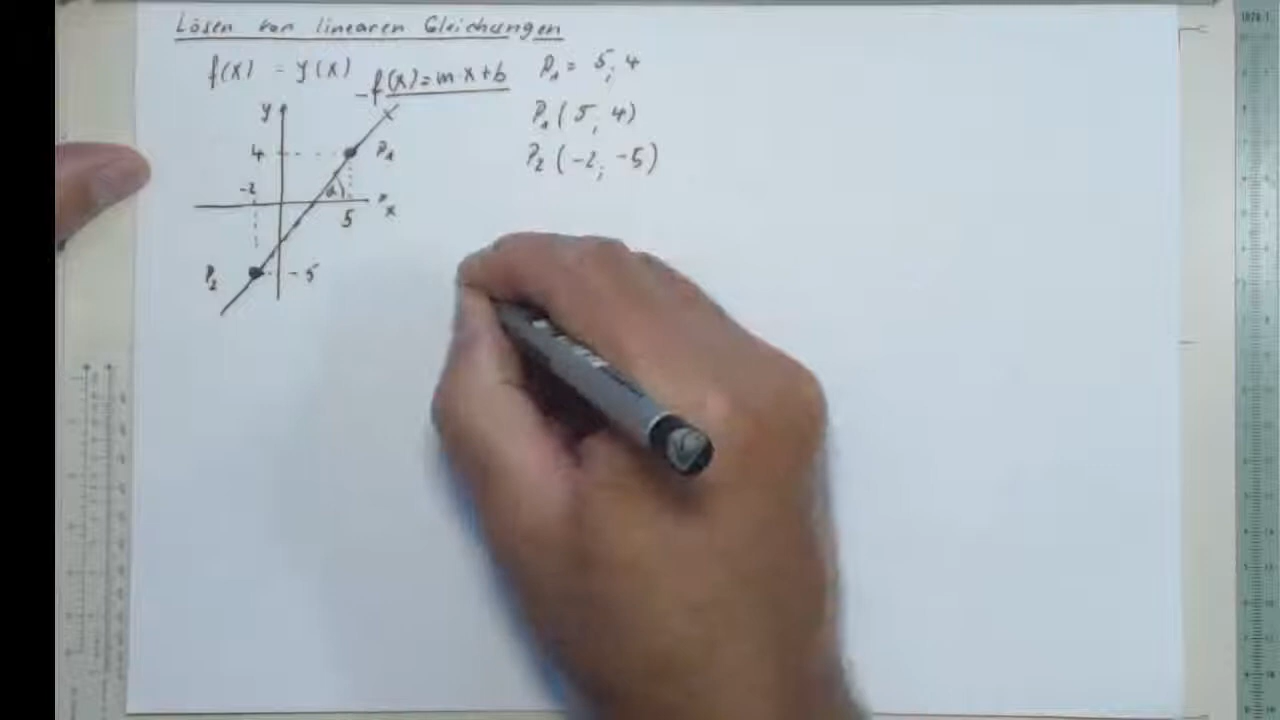 Lösen von linearen Gleichungen
f(x) = y(x)
f(x) = m·x+b
P1 = 5; 4
P1 ( 5; 4)
P2 (-2; -5)
y
4
P1
-2
α
x
5
P2
-5